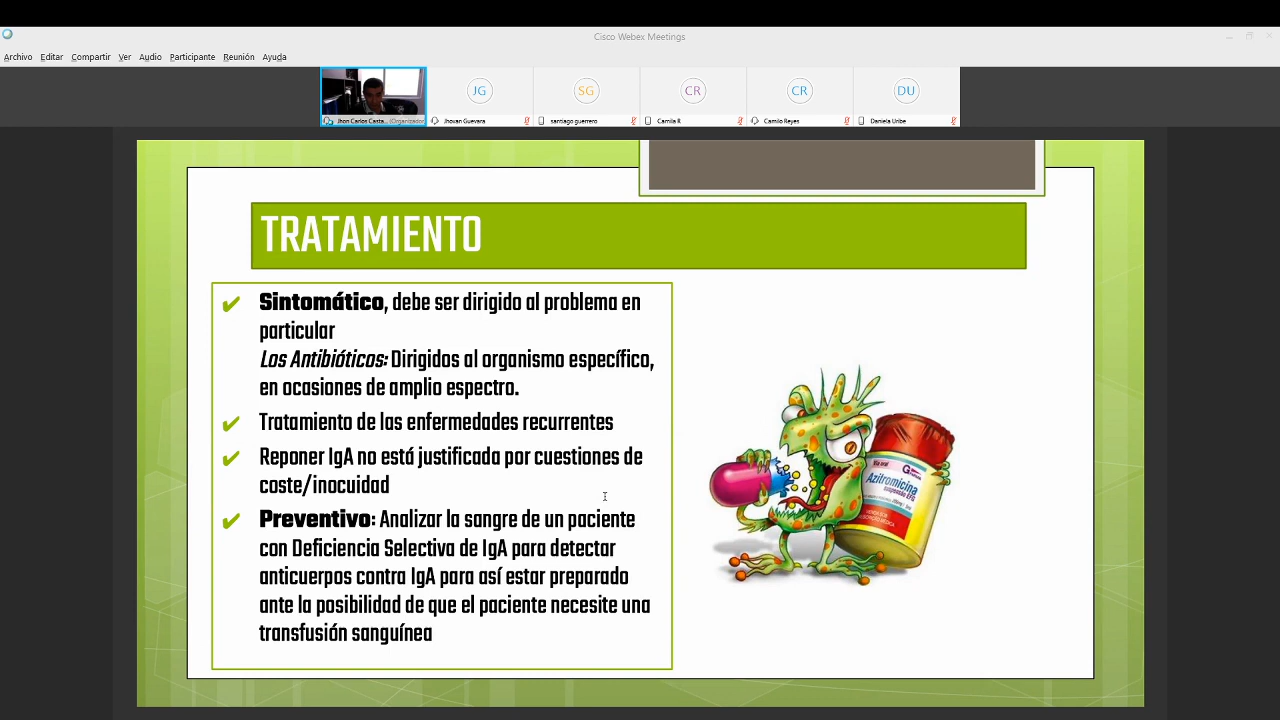 Cisco Webex Meetings
Archivo Editar Compartir Ver Audio Participante Reunión Ayuda
JG SG CR CR DU
Jhon Carlos Casta... (Organizador) Jhovan Guevara santiago guerrero Camila R Camilo Reyes Daniela Uribe
TRATAMIENTO
✔ Sintomático, debe ser dirigido al problema en
particular
Los Antibióticos: Dirigidos al organismo específico,
en ocasiones de amplio espectro.
✔ Tratamiento de las enfermedades recurrentes
✔ Reponer IgA no está justificada por cuestiones de
coste/inocuidad
✔ Preventivo: Analizar la sangre de un paciente
con Deficiencia Selectiva de IgA para detectar
anticuerpos contra IgA para así estar preparado
ante la posibilidad de que el paciente necesite una
transfusión sanguínea
G
Azitromicina